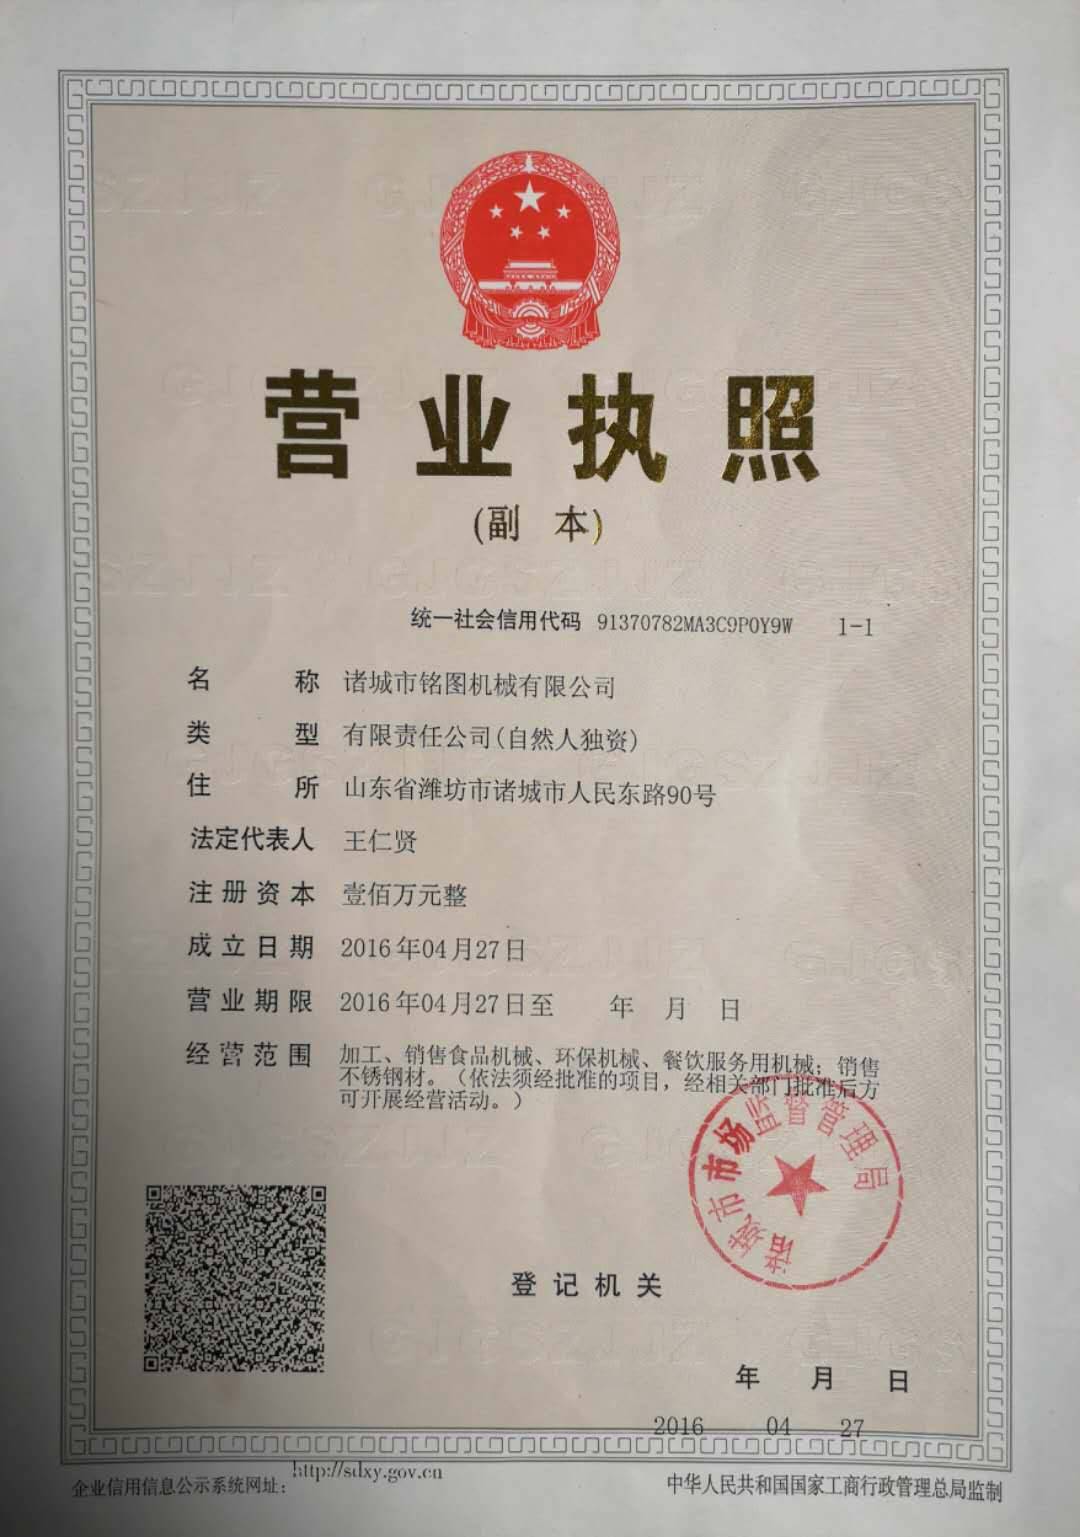 营业执照
(副 本)
统一社会信用代码 91370782MA3C9P0Y9W 1-1
名 称 诸城市铭图机械有限公司
类 型 有限责任公司(自然人独资)
住 所 山东省潍坊市诸城市人民东路90号
法定代表人 王仁贤
注册资本 壹佰万元整
成立日期 2016年04月27日
营业期限 2016年04月27日至 年 月 日
经营范围 加工、销售食品机械、环保机械、餐饮服务用机械；销售
不锈钢材。（依法须经批准的项目，经相关部门批准后方
可开展经营活动。）
诸城市市场监督管理局
登记机关
年 月 日
2016 04 27
企业信用信息公示系统网址：http://sdxy.gov.cn
中华人民共和国国家工商行政管理总局监制